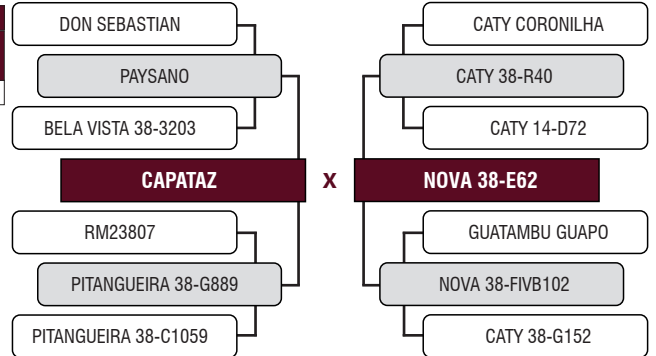 DON SEBASTIAN
CATY CORONILHA
PAYSANO
CATY 38-R40
BELA VISTA 38-3203
CATY 14-D72
CAPATAZ X NOVA 38-E62
RM23807
GUATAMBU GUAPO
PITANGUEIRA 38-G889
NOVA 38-FIVB102
PITANGUEIRA 38-C1059
CATY 38-G152